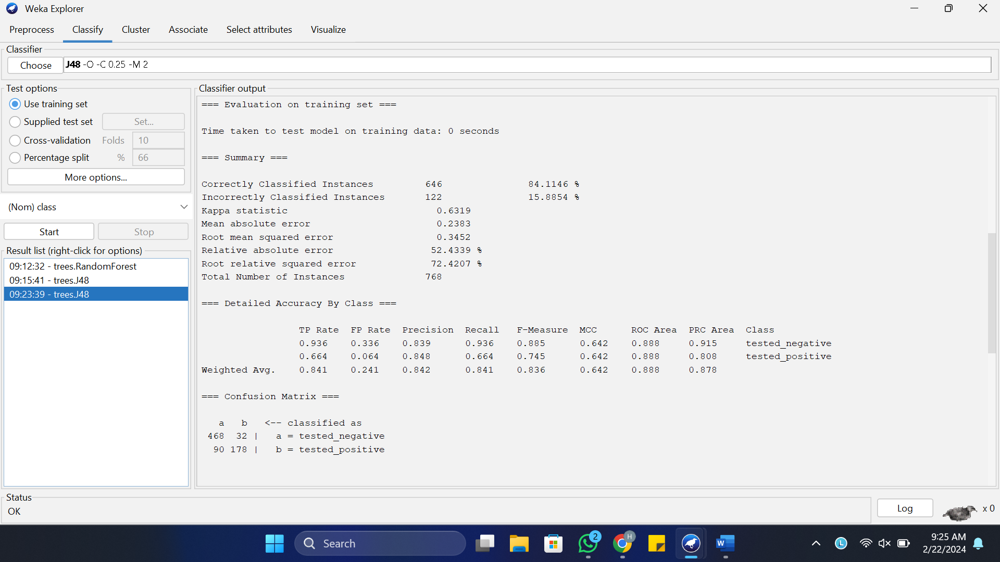 Weka Explorer
Preprocess Classify Cluster Associate Select attributes Visualize
Classifier
Choose J48 -O -C 0.25 -M 2
Test options
Use training set
Supplied test set Set...
Cross-validation Folds 10
Percentage split % 66
More options...
(Nom) class
Start Stop
Result list (right-click for options)
09:12:32 - trees.RandomForest
09:15:41 - trees.J48
09:23:39 - trees.J48
Classifier output
=== Evaluation on training set ===
Time taken to test model on training data: 0 seconds
=== Summary ===
Correctly Classified Instances 646 84.1146 %
Incorrectly Classified Instances 122 15.8854 %
Kappa statistic 0.6319
Mean absolute error 0.2383
Root mean squared error 0.3452
Relative absolute error 52.4339 %
Root relative squared error 72.4207 %
Total Number of Instances 768
=== Detailed Accuracy By Class ===
TP Rate FP Rate Precision Recall F-Measure MCC ROC Area PRC Area Class
0.936 0.336 0.839 0.936 0.885 0.642 0.888 0.915 tested_negative
0.664 0.064 0.848 0.664 0.745 0.642 0.888 0.808 tested_positive
Weighted Avg. 0.841 0.241 0.842 0.841 0.836 0.642 0.888 0.878
=== Confusion Matrix ===
a b <-- classified as
468 32 | a = tested_negative
90 178 | b = tested_positive
Status
OK
Log
x 0
Search
2
H
W
L
9:25 AM
2/22/2024